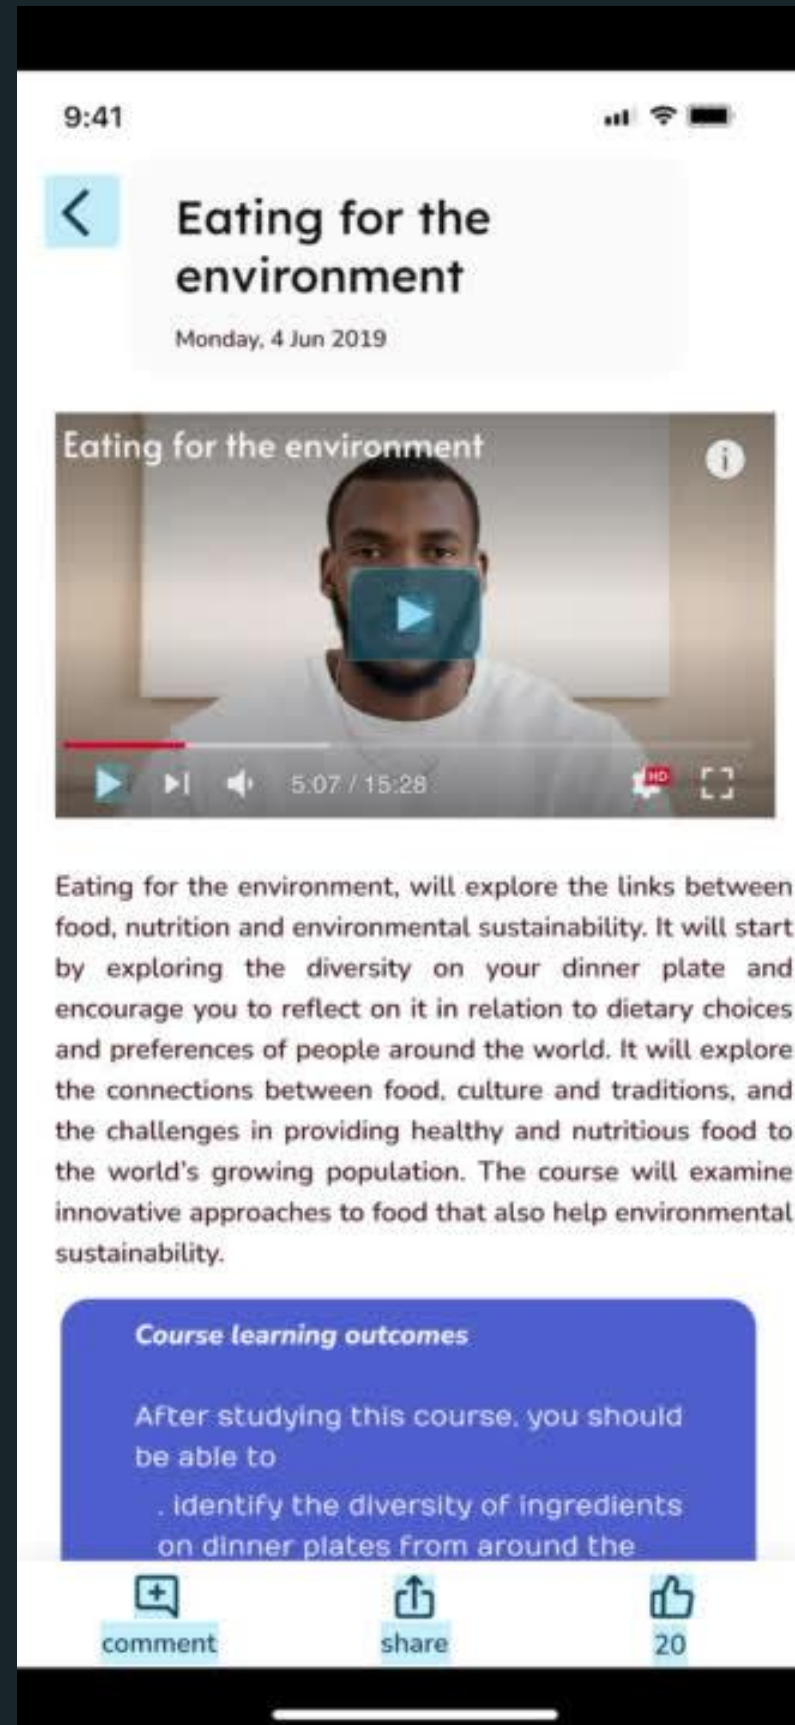 9:41
Eating for the
environment
Monday, 4 Jun 2019
Eating for the environment
i
HD
5:07 / 15:28
Eating for the environment, will explore the links between
food, nutrition and environmental sustainability. It will start
by exploring the diversity on your dinner plate and
encourage you to reflect on it in relation to dietary choices
and preferences of people around the world. It will explore
the connections between food, culture and traditions, and
the challenges in providing healthy and nutritious food to
the world's growing population. The course will examine
innovative approaches to food that also help environmental
sustainability.
Course learning outcomes
After studying this course, you should
be able to
. identify the diversity of ingredients
on dinner plates from around the
comment
share
20